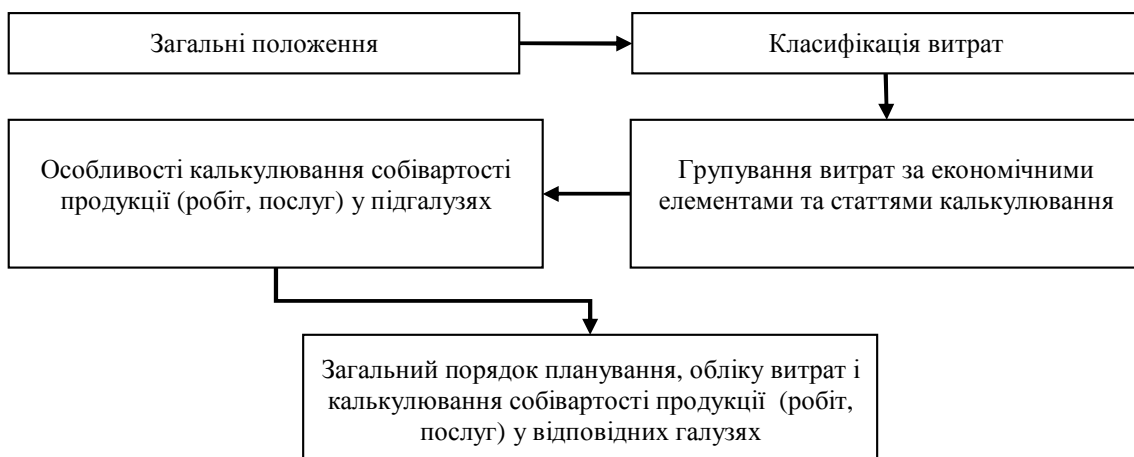 Загальні положення
Класифікація витрат
Особливості калькулювання собівартості
продукції (робіт, послуг) у підгалузях
Групування витрат за економічними
елементами та статтями калькулювання
Загальний порядок планування, обліку витрат і
калькулювання собівартості продукції (робіт,
послуг) у відповідних галузях